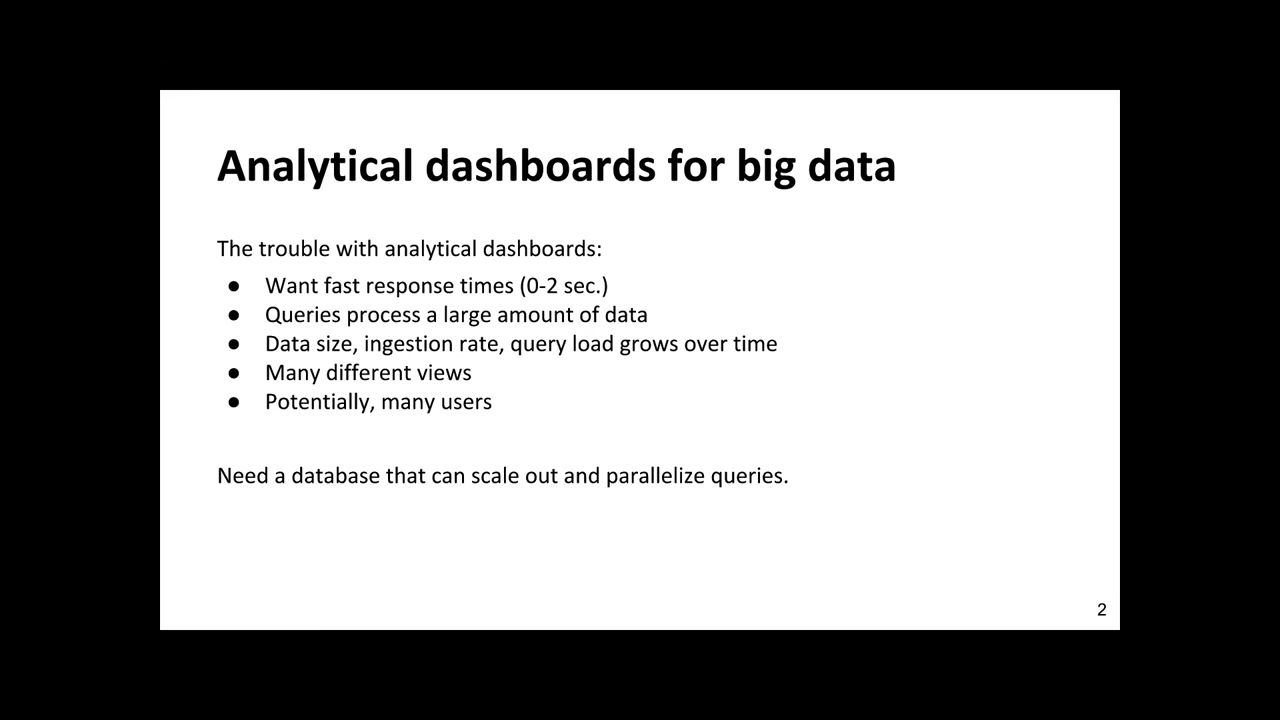 Analytical dashboards for big data
The trouble with analytical dashboards:
● Want fast response times (0-2 sec.)
● Queries process a large amount of data
● Data size, ingestion rate, query load grows over time
● Many different views
● Potentially, many users
Need a database that can scale out and parallelize queries.
2